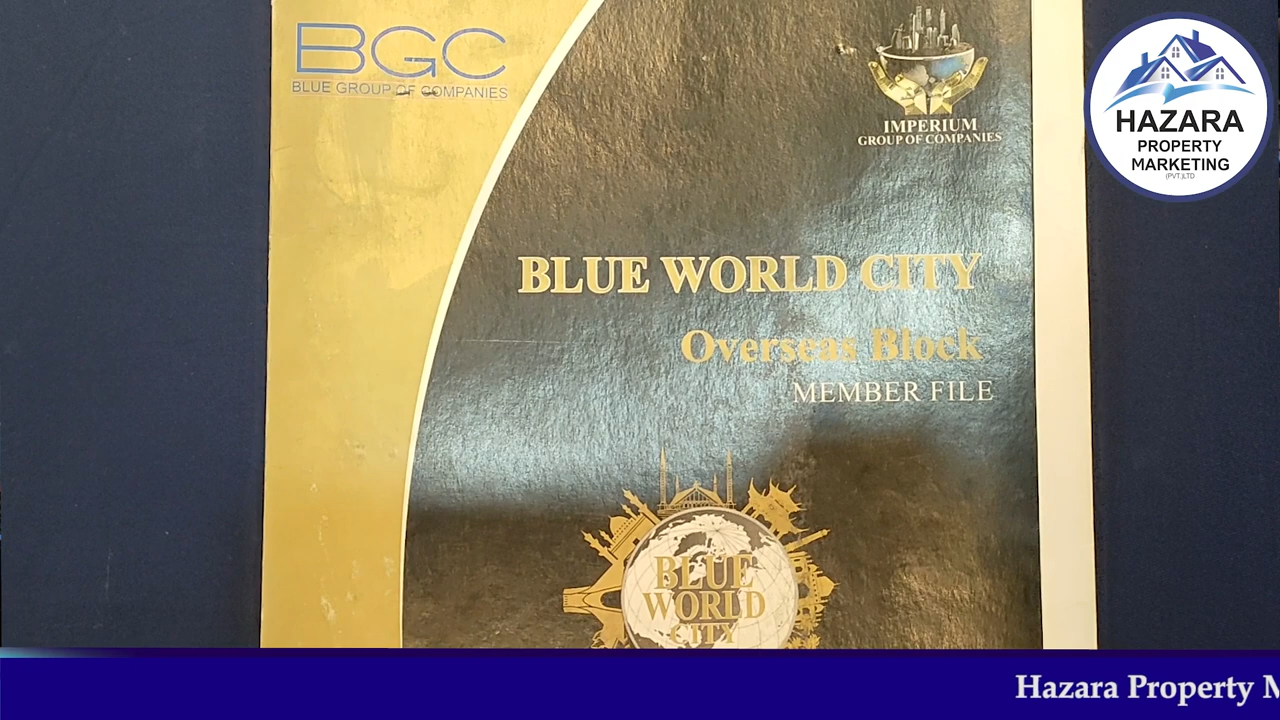 BGC
BLUE GROUP OF COMPANIES
IMPERIUM
GROUP OF COMPANIES
HAZARA
PROPERTY
MARKETING
(PVT.)LTD
BLUE WORLD CITY
Overseas Block
MEMBER FILE
BLUE
WORLD
CITY
Hazara Property M